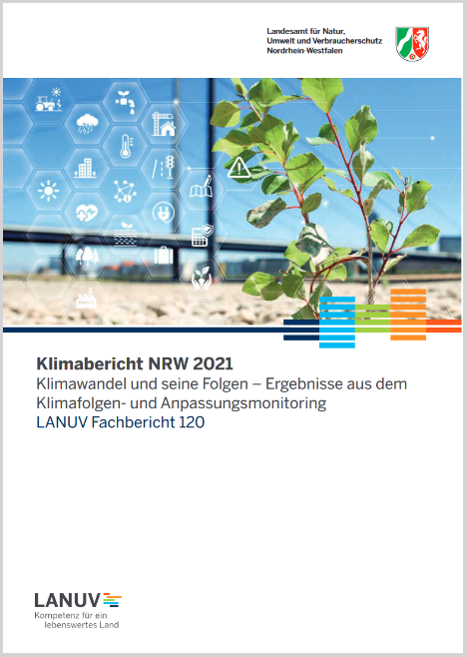 Landesamt für Natur,
Umwelt und Verbraucherschutz
Nordrhein-Westfalen
Klimabericht NRW 2021
Klimawandel und seine Folgen – Ergebnisse aus dem
Klimafolgen- und Anpassungsmonitoring
LANUV Fachbericht 120
LANUV
Kompetenz für ein
lebenswertes Land